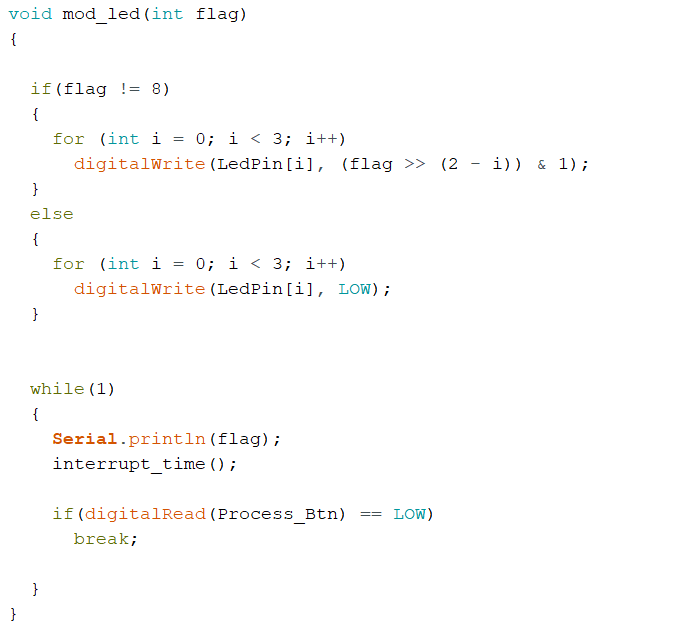 void mod_led(int flag)
{
  if(flag != 8)
  {
    for (int i = 0; i < 3; i++)
      digitalWrite(LedPin[i], (flag >> (2 - i)) & 1);
  }
  else
  {
    for (int i = 0; i < 3; i++)
      digitalWrite(LedPin[i], LOW);
  }
  while(1)
  {
    Serial.println(flag);
    interrupt_time();
    if(digitalRead(Process_Btn) == LOW)
      break;
  }
}